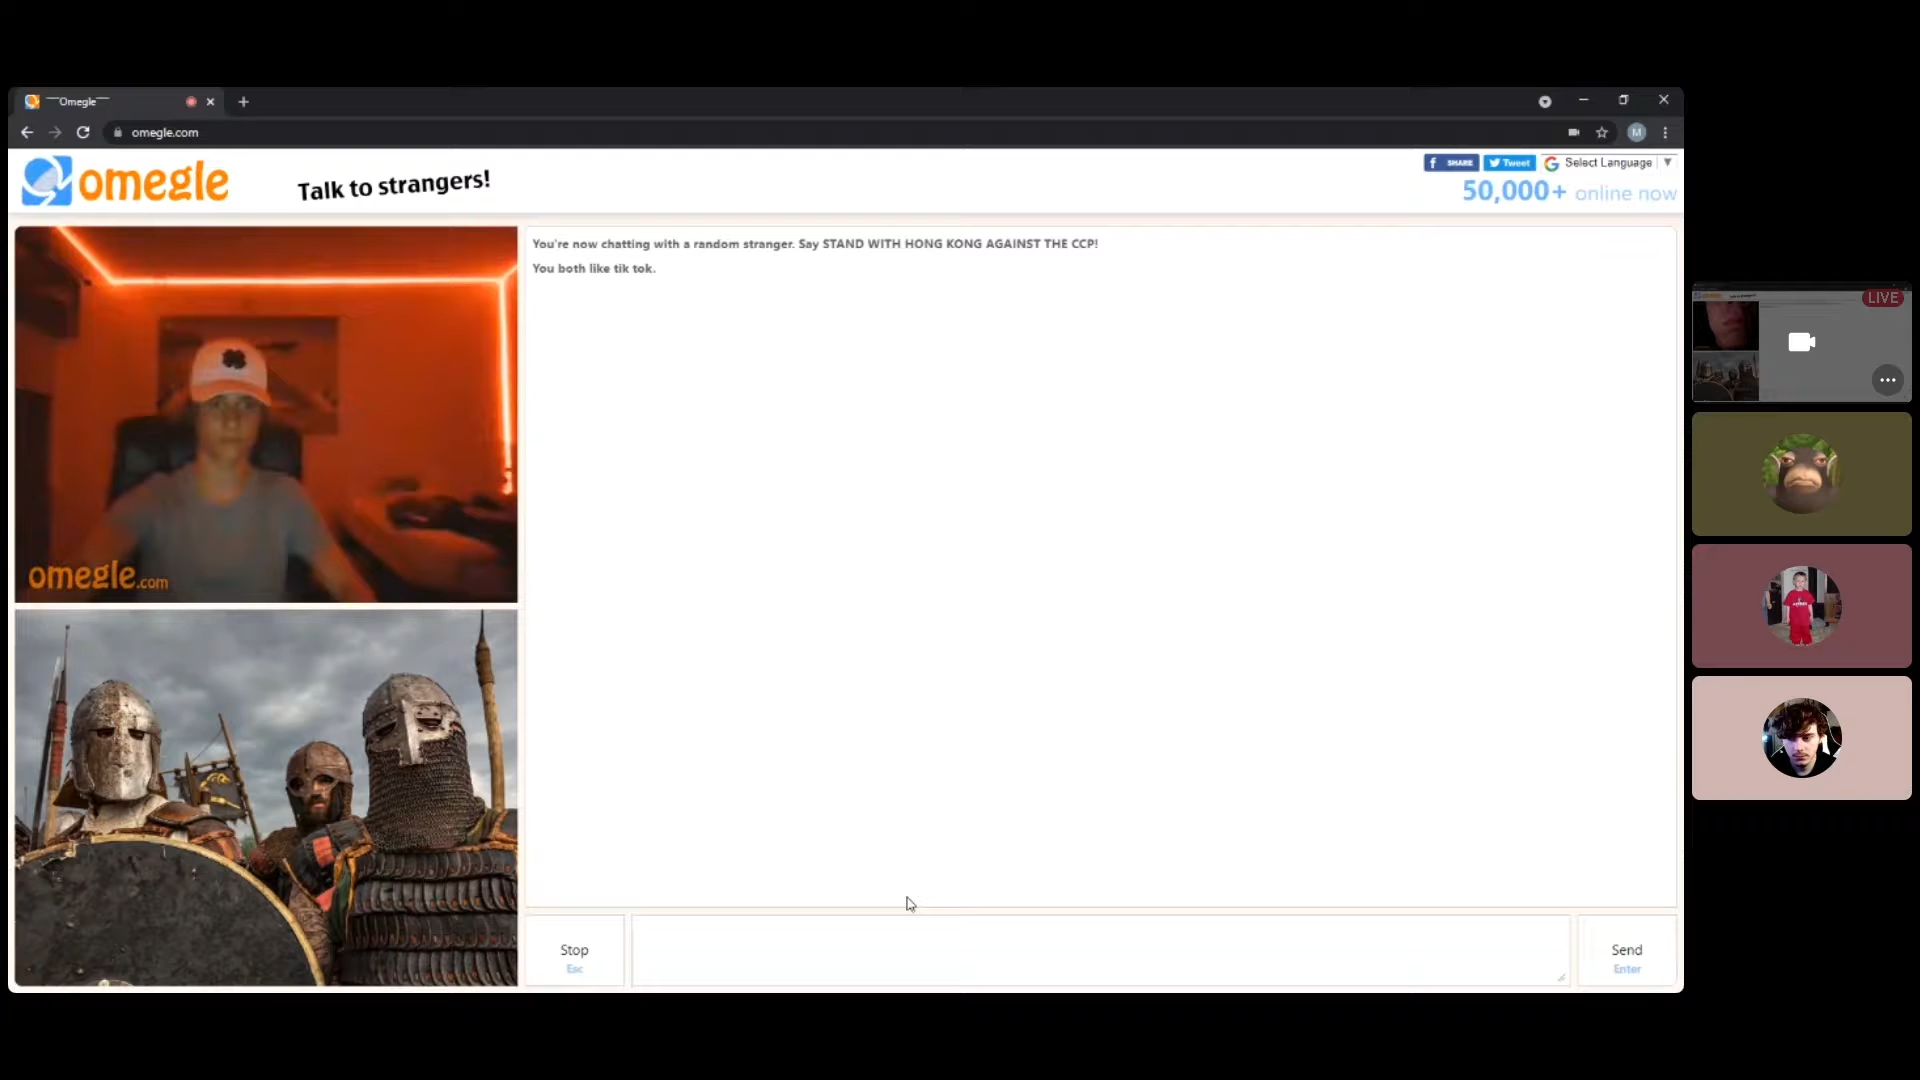 Omegle
omegle.com
M
omegle
Talk to strangers!
f SHARE
Tweet
G Select Language ▼
50,000+ online now
LIVE
You're now chatting with a random stranger. Say STAND WITH HONG KONG AGAINST THE CCP!
You both like tik tok.
omegle.com
Stop
Esc
Send
Enter